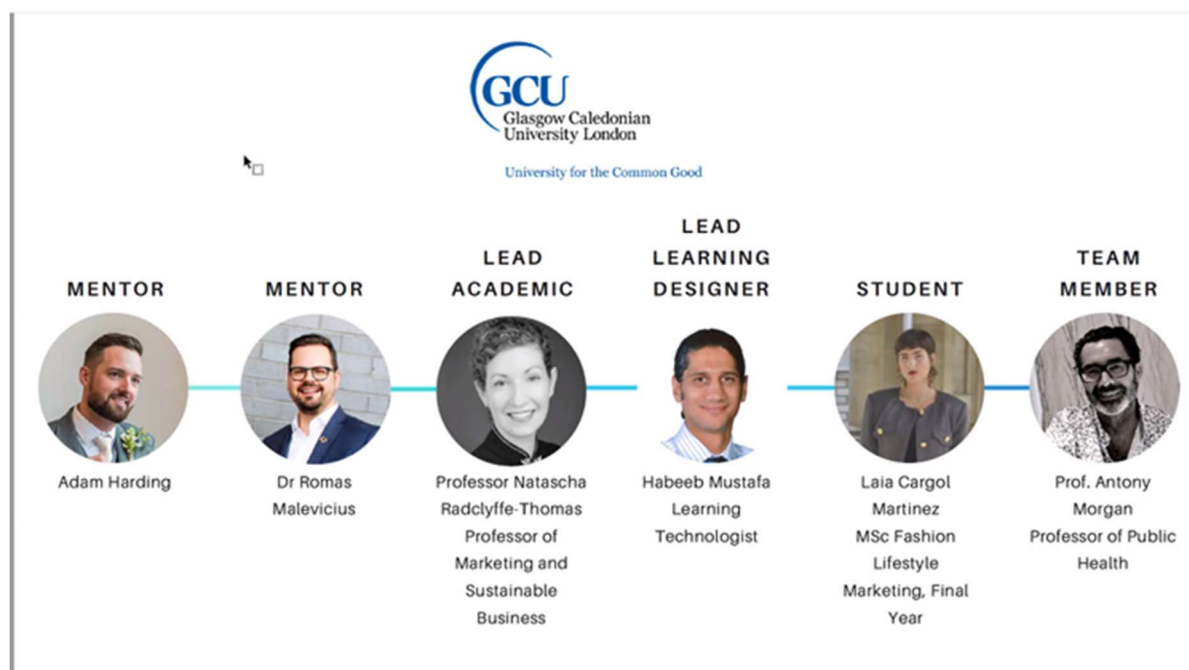 GCU
Glasgow Caledonian
University London
University for the Common Good
MENTOR
Adam Harding
MENTOR
Dr Romas
Malevicius
LEAD
ACADEMIC
Professor Natascha
Radclyffe-Thomas
Professor of
Marketing and
Sustainable
Business
LEAD
LEARNING
DESIGNER
Habeeb Mustafa
Learning
Technologist
STUDENT
Laia Cargol
Martinez
MSc Fashion
Lifestyle
Marketing, Final
Year
TEAM
MEMBER
Prof. Antony
Morgan
Professor of Public
Health